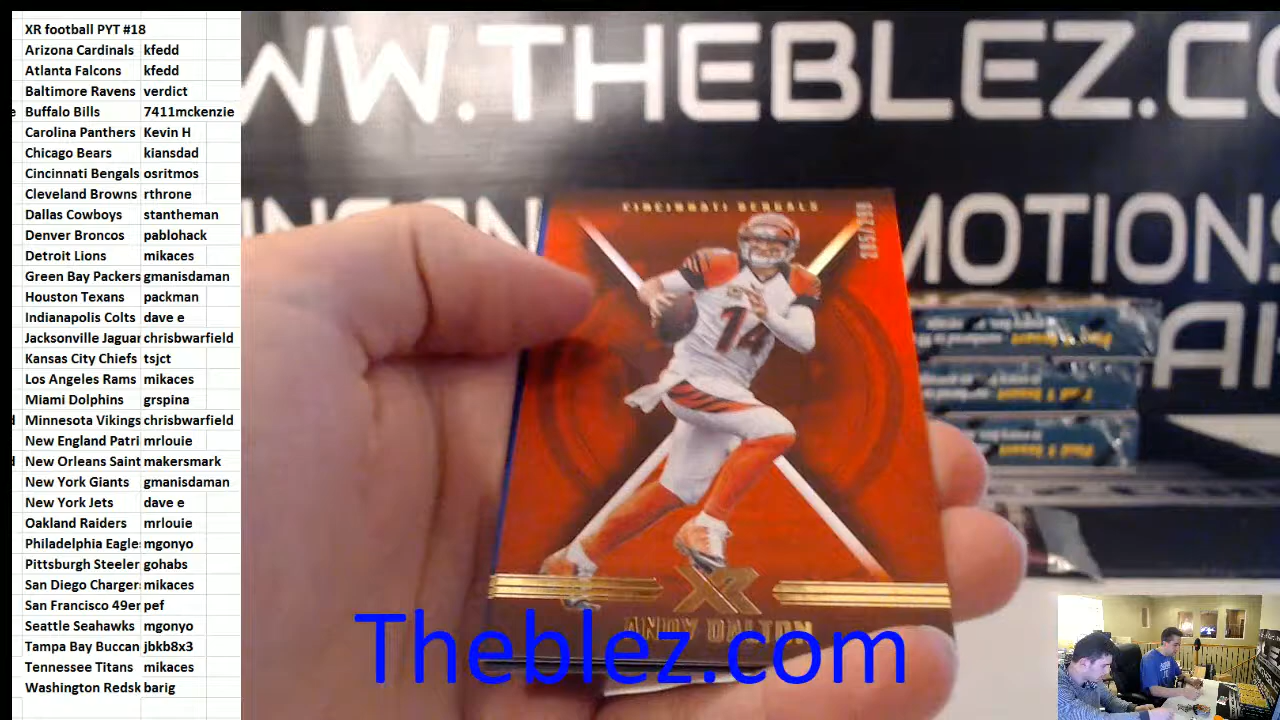 XR football PYT #18
Arizona Cardinals kfedd
Atlanta Falcons kfedd
Baltimore Ravens verdict
e Buffalo Bills 7411mckenzie
Carolina Panthers Kevin H
Chicago Bears kiansdad
Cincinnati Bengals osritmos
Cleveland Browns rthrone
Dallas Cowboys stantheman
Denver Broncos pablohack
Detroit Lions mikaces
Green Bay Packers gmanisdaman
Houston Texans packman
Indianapolis Colts dave e
Jacksonville Jaguar chrisbwarfield
Kansas City Chiefs tsjct
Los Angeles Rams mikaces
Miami Dolphins grspina
d Minnesota Vikings chrisbwarfield
New England Patri mrlouie
d New Orleans Saint makersmark
New York Giants gmanisdaman
New York Jets dave e
Oakland Raiders mrlouie
Philadelphia Eagle mgonyo
Pittsburgh Steeler gohabs
San Diego Charger mikaces
San Francisco 49er pef
Seattle Seahawks mgonyo
Tampa Bay Buccan jbkb8x3
Tennessee Titans mikaces
Washington Redsk barig
WW.THEBLEZ.CO
MOTIONS
CINCINNATI BENGALS
14
XR
ANDY DALTON
Theblez.com